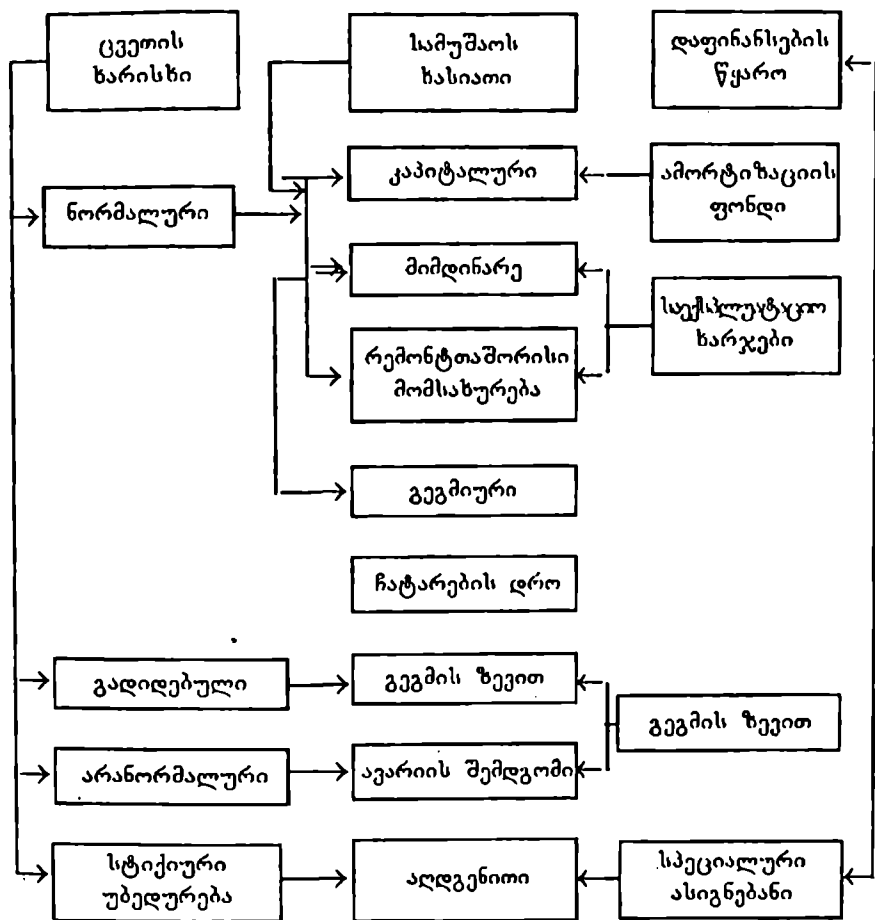 ცვეთის
ხარისხი
სამუშაოს
ხასიათი
დაფინანსების
წყარო
ნორმალური
კაპიტალური
ამორტიზაციის
ფონდი
მიმდინარე
საექსპლუატაციო
ხარჯები
რემონტთაშორისი
მომსახურება
გეგმიური
ჩატარების დრო
გადიდებული
გეგმის ზევით
გეგმის ზევით
არანორმალური
ავარიის შემდგომი
სტიქიური
უბედურება
აღდგენითი
სპეციალური
ასიგნებანი